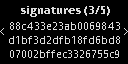 signatures (3/5)
88c433e23ab0069843
d1bf3d2dfb18fd6bd8
07002bffec3326755c9